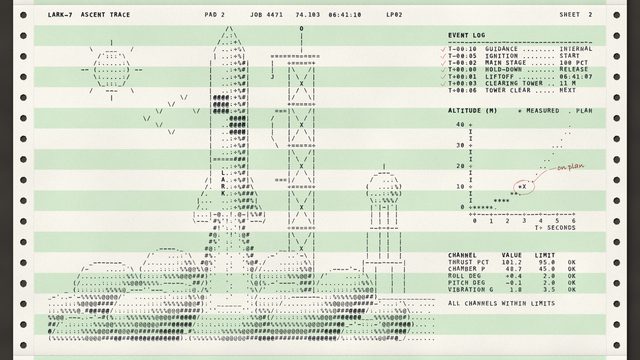 LARK-7 ASCENT TRACE PAD 2 JOB 4471 74.103 06:41:10 LP02 SHEET 2
EVENT LOG
T-00.10 GUIDANCE .... INTERNAL
T-00.05 IGNITION .... START
T-00.02 MAIN STAGE .. 100 PCT
T+00.00 HOLD-DOWN ... RELEASE
T+00.01 LIFTOFF ..... 06:41:07
T+00.03 CLEARING TOWER .. 11 M
T+00.06 TOWER CLEAR .. NEXT
ALTITUDE (M) * MEASURED . PLAN
40
30
20
on plan
10
0
0 1 2 3 4 5 6
T+ SECONDS
L
A
R
K
CHANNEL VALUE LIMIT
THRUST PCT 101.2 95.0 OK
CHAMBER P 48.7 45.0 OK
ROLL DEG +0.4 2.0 OK
PITCH DEG -0.1 2.0 OK
VIBRATION G 1.8 3.5 OK
ALL CHANNELS WITHIN LIMITS